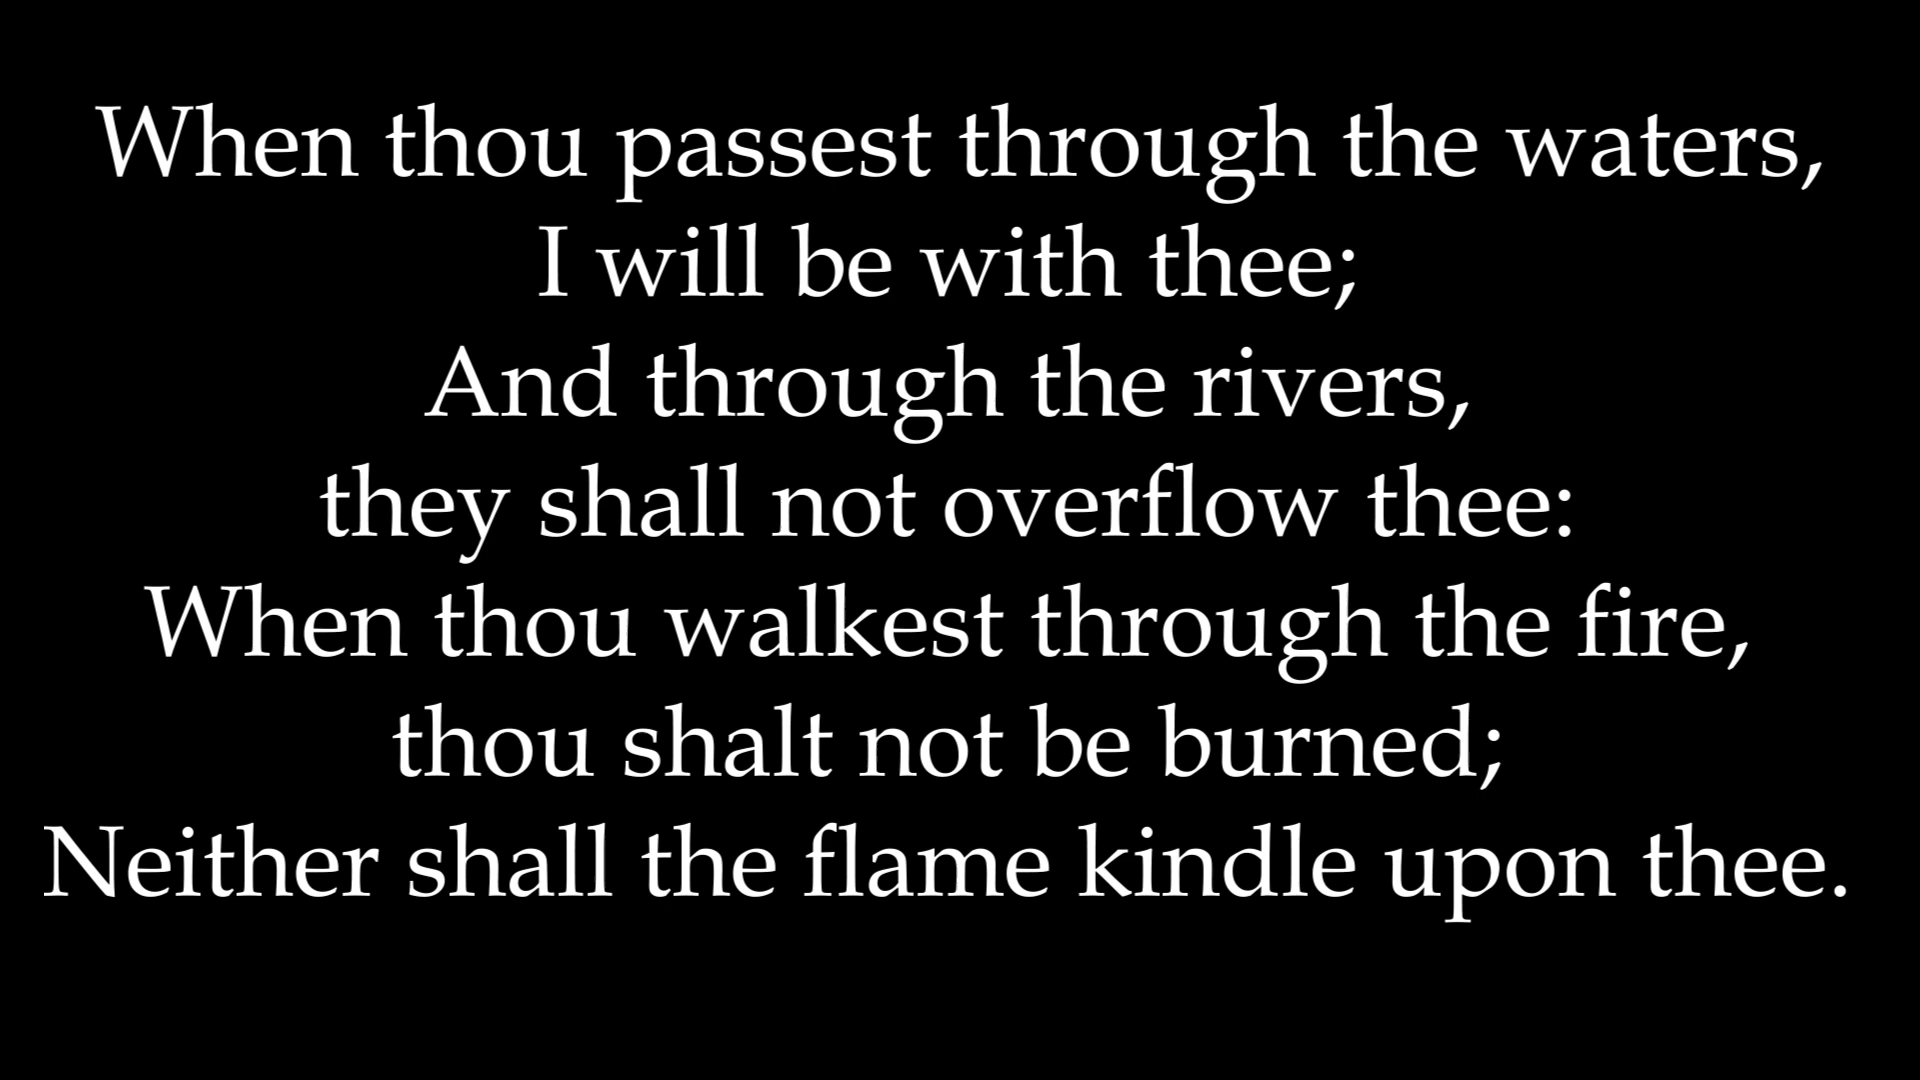 When thou passest through the waters,
I will be with thee;
And through the rivers,
they shall not overflow thee:
When thou walkest through the fire,
thou shalt not be burned;
Neither shall the flame kindle upon thee.